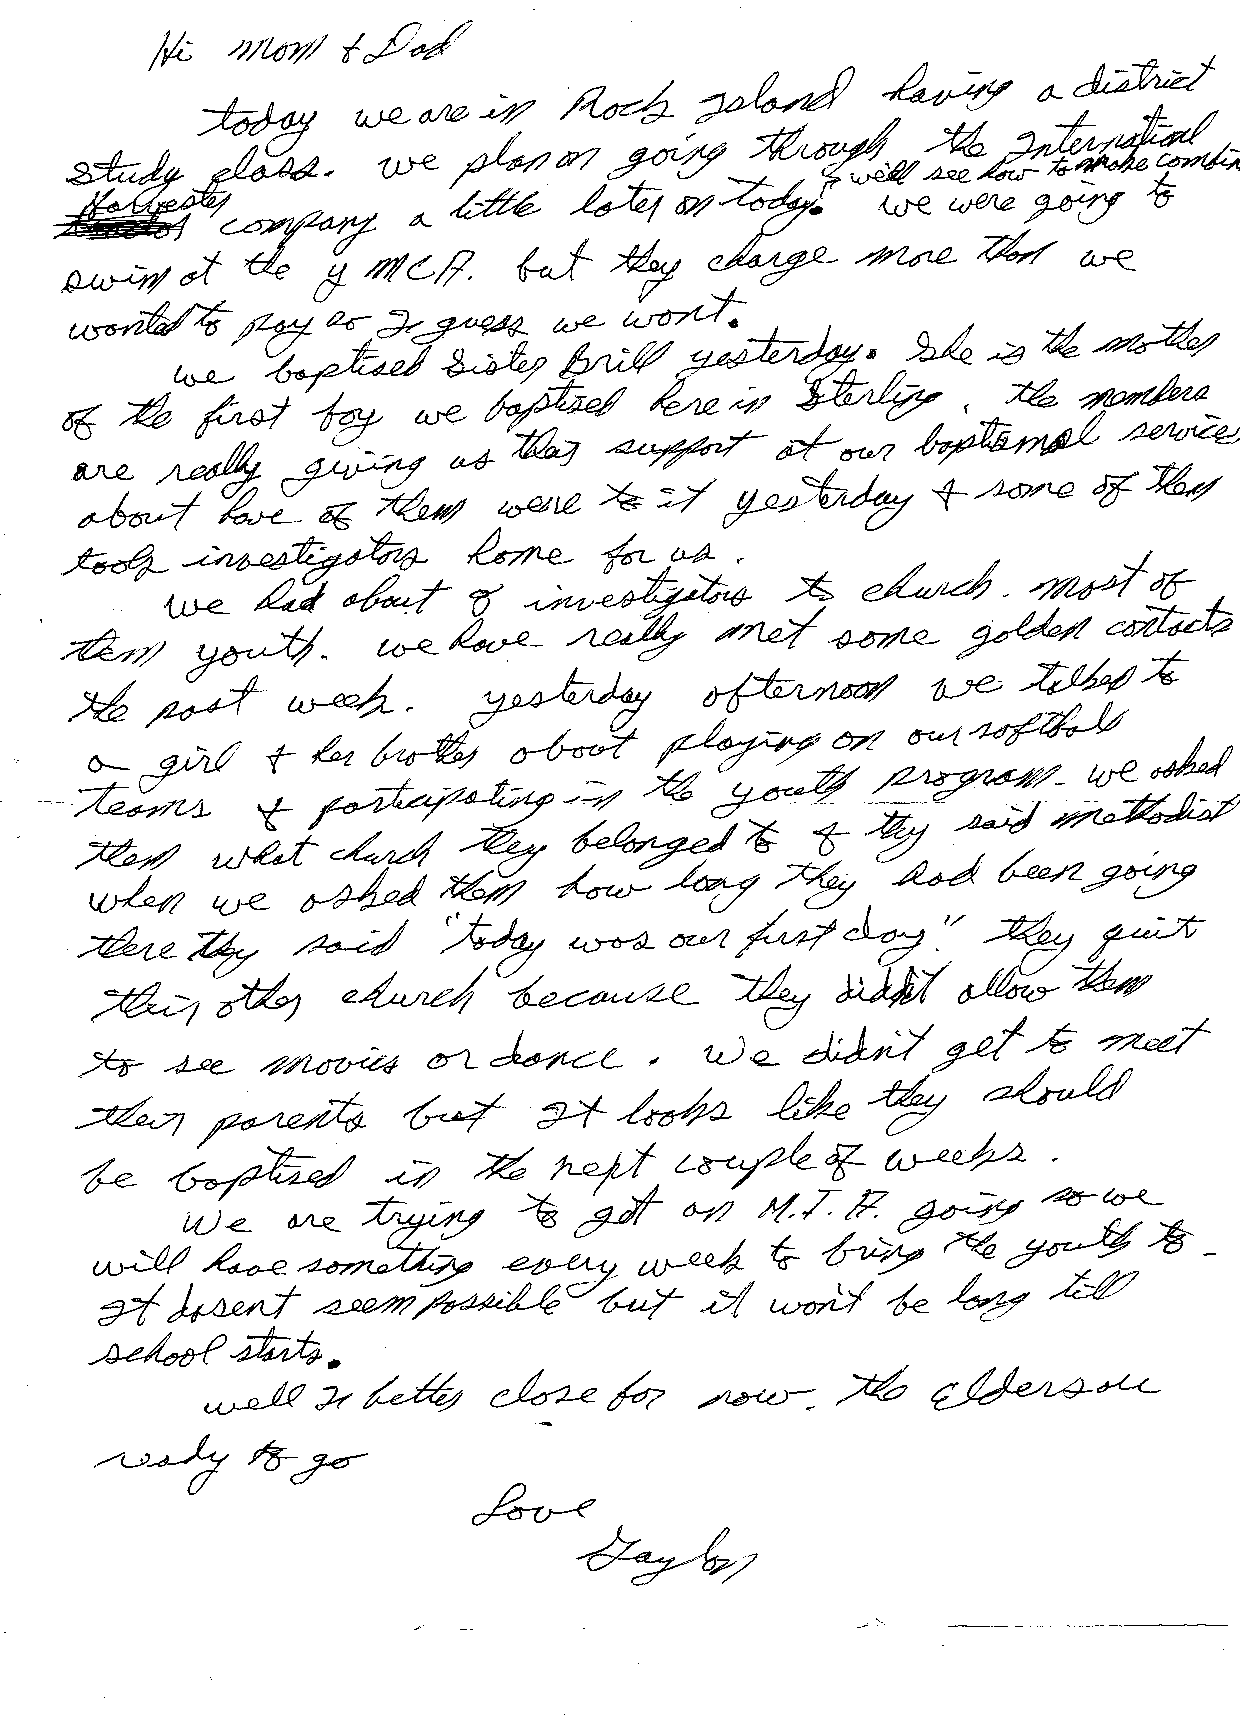 Hi Mom & Dad
today we are in Rock Island having a district
study class. we plan on going through the International
& we'll see how to make combin
Harvester company a little later on today. we were going to
swim at the YMCA. but they charge more than we
wanted to pay so I guess we wont.
we baptised Sister Brill yesterday. She is the mother
of the first boy we baptised here in Sterling. the members
are really giving us their support at our baptismal services
about have of them were to it yesterday & some of them
took investigators home for us.
we had about 8 investigators to church. most of
them youth. we have really met some golden contacts
the past week. yesterday afternoon we talked to
a girl & her brother about playing on our softball
teams & participating in the youth program. we asked
them what church they belonged to & they said methodist
when we asked them how long they had been going
there they said "today was our first day." they quit
their other church because they didn't allow them
to see movies or dance. we didn't get to meet
their parents but It looks like they should
be baptised in the next couple of weeks.
We are trying to get an M.I.A. going so we
will have something every week to bring the youth to.
It dosent seem possible but it won't be long till
school starts.
well I better close for now. the Elders are
ready to go
Love
Gaylon